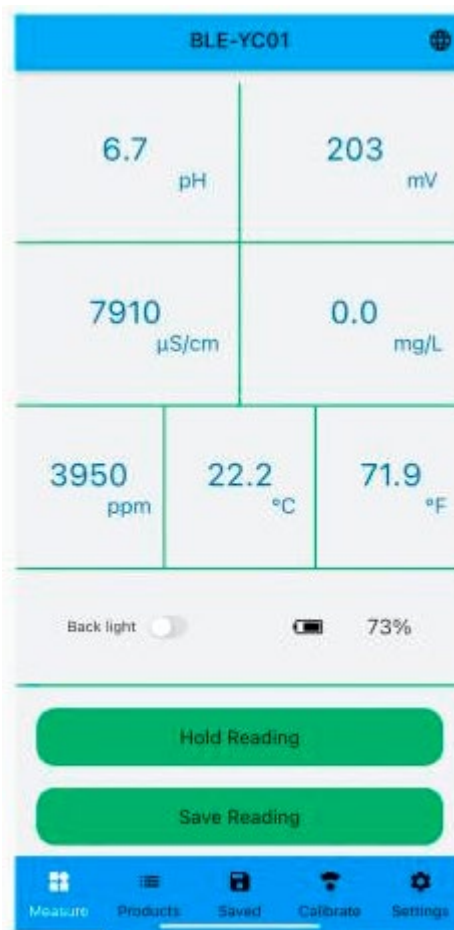 BLE-YC01
6.7 pH
203 mV
7910 µS/cm
0.0 mg/L
3950 ppm
22.2 °C
71.9 °F
Back light
73%
Hold Reading
Save Reading
Measure
Products
Saved
Calibrate
Settings